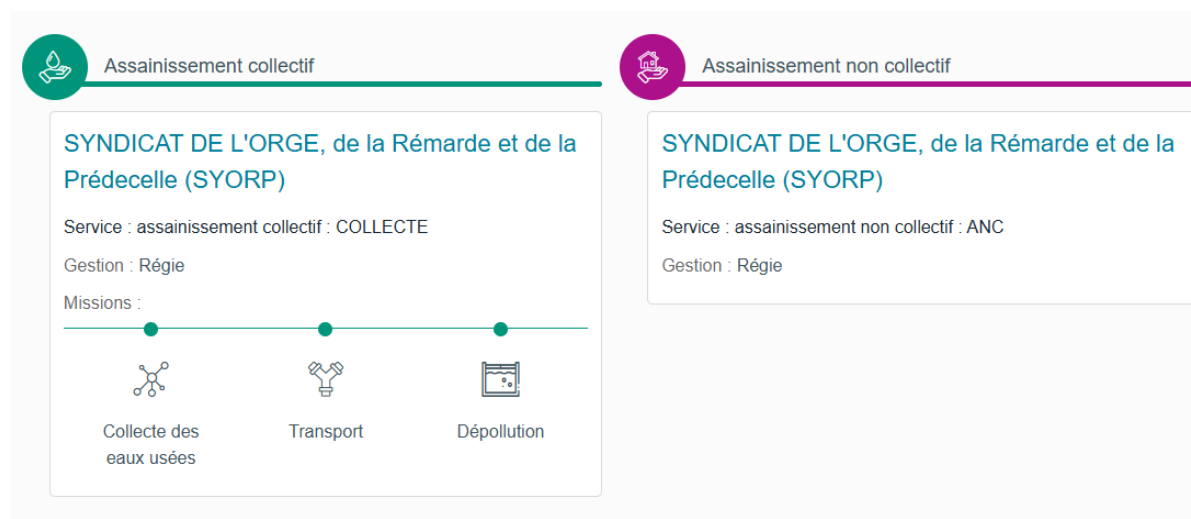 Assainissement collectif
SYNDICAT DE L'ORGE, de la Rémarde et de la
Prédecelle (SYORP)
Service : assainissement collectif : COLLECTE
Gestion : Régie
Missions :
Collecte des
eaux usées
Transport
Dépollution
Assainissement non collectif
SYNDICAT DE L'ORGE, de la Rémarde et de la
Prédecelle (SYORP)
Service : assainissement non collectif : ANC
Gestion : Régie